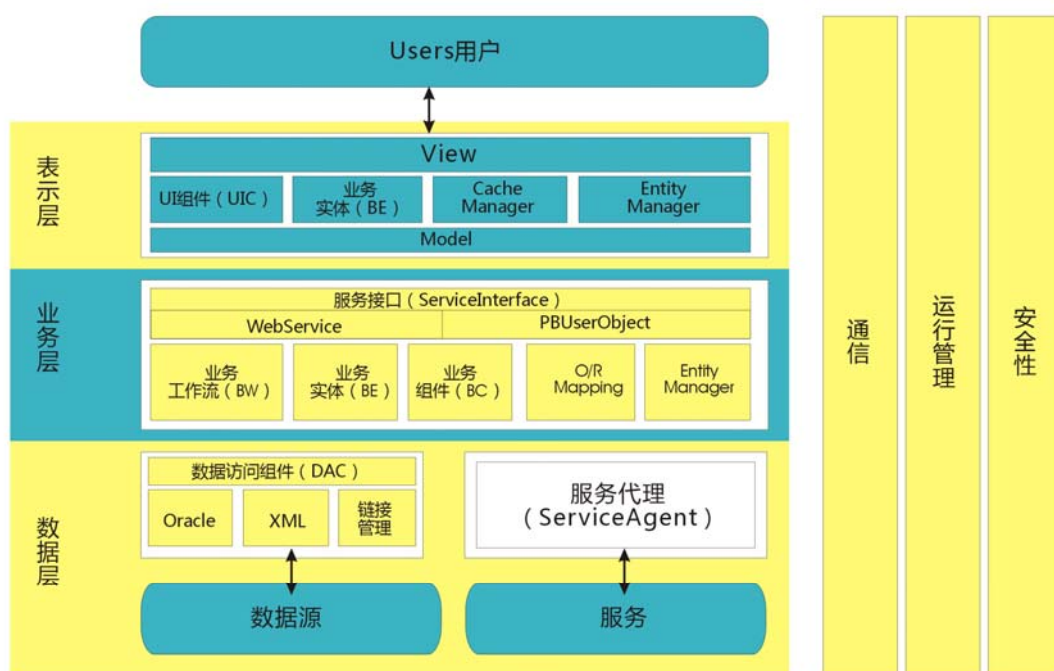 Users用户
表示层
View
UI组件（UIC）
业务
实体（BE）
Cache
Manager
Entity
Manager
Model
业务层
服务接口（ServiceInterface）
WebService
PBUserObject
业务
工作流（BW）
业务
实体（BE）
业务
组件（BC）
O/R
Mapping
Entity
Manager
数据层
数据访问组件（DAC）
Oracle
XML
链接
管理
服务代理
（ServiceAgent）
数据源
服务
通信
运行管理
安全性